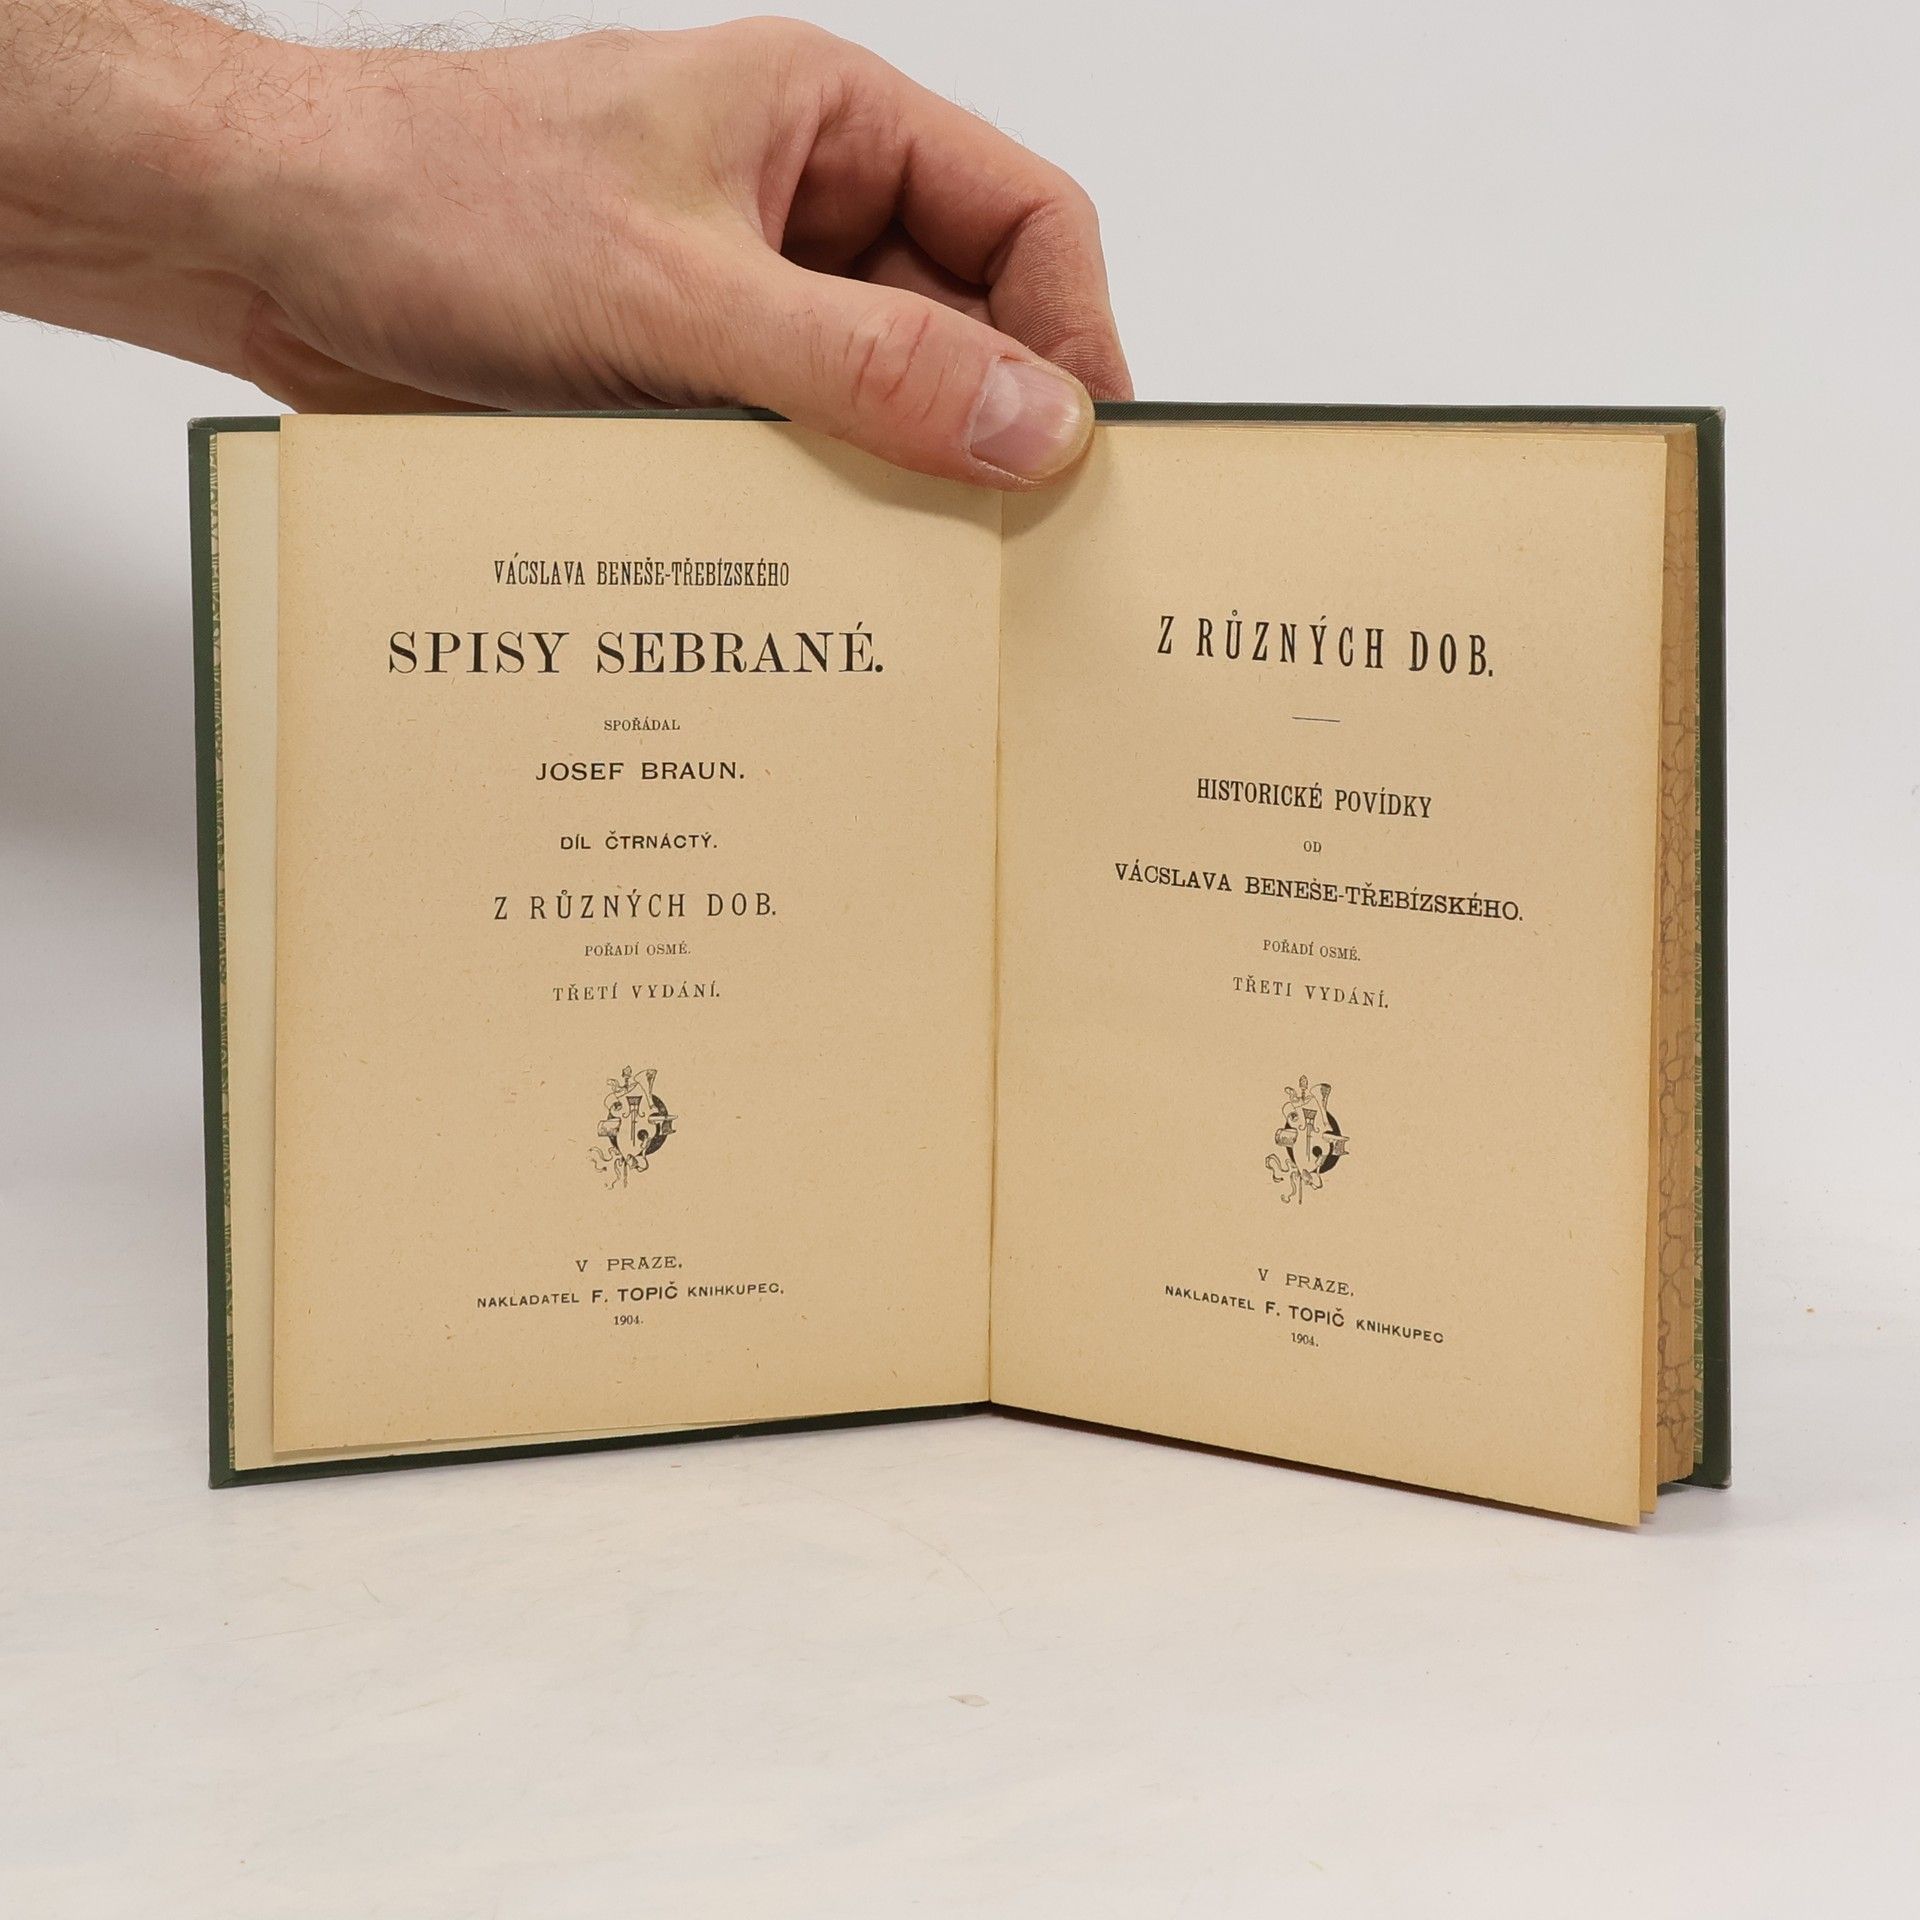 VÁCSLAVA BENEŠE-TŘEBÍZSKÉHO
SPISY SEBRANÉ.
SPOŘÁDAL
JOSEF BRAUN.
DÍL ČTRNÁCTÝ.
Z RŮZNÝCH DOB.
POŘADÍ OSMÉ.
TŘETÍ VYDÁNÍ.
V PRAZE,
NAKLADATEL F. TOPIČ KNIHKUPEC,
1904.
Z RŮZNÝCH DOB.
HISTORICKÉ POVÍDKY
OD
VÁCSLAVA BENEŠE-TŘEBÍZSKÉHO.
POŘADÍ OSMÉ.
TŘETI VYDÁNÍ.
V PRAZE,
NAKLADATEL F. TOPIČ KNIHKUPEC
1904.